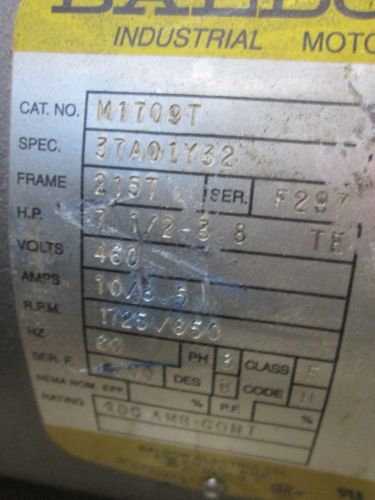 INDUSTRIAL MOTO
CAT. NO. M1709T
SPEC. 37A01Y32
FRAME 215T SER. F297
H.P. 7 1/2-3.8 TE
VOLTS 460
AMPS 10/
R.P.M. 1725/850
HZ 60
SER. F. PH 3 CLASS F
NEMA NOM. EFF. % DES B CODE H
RATING 40C AMB-CONT % P.F. %